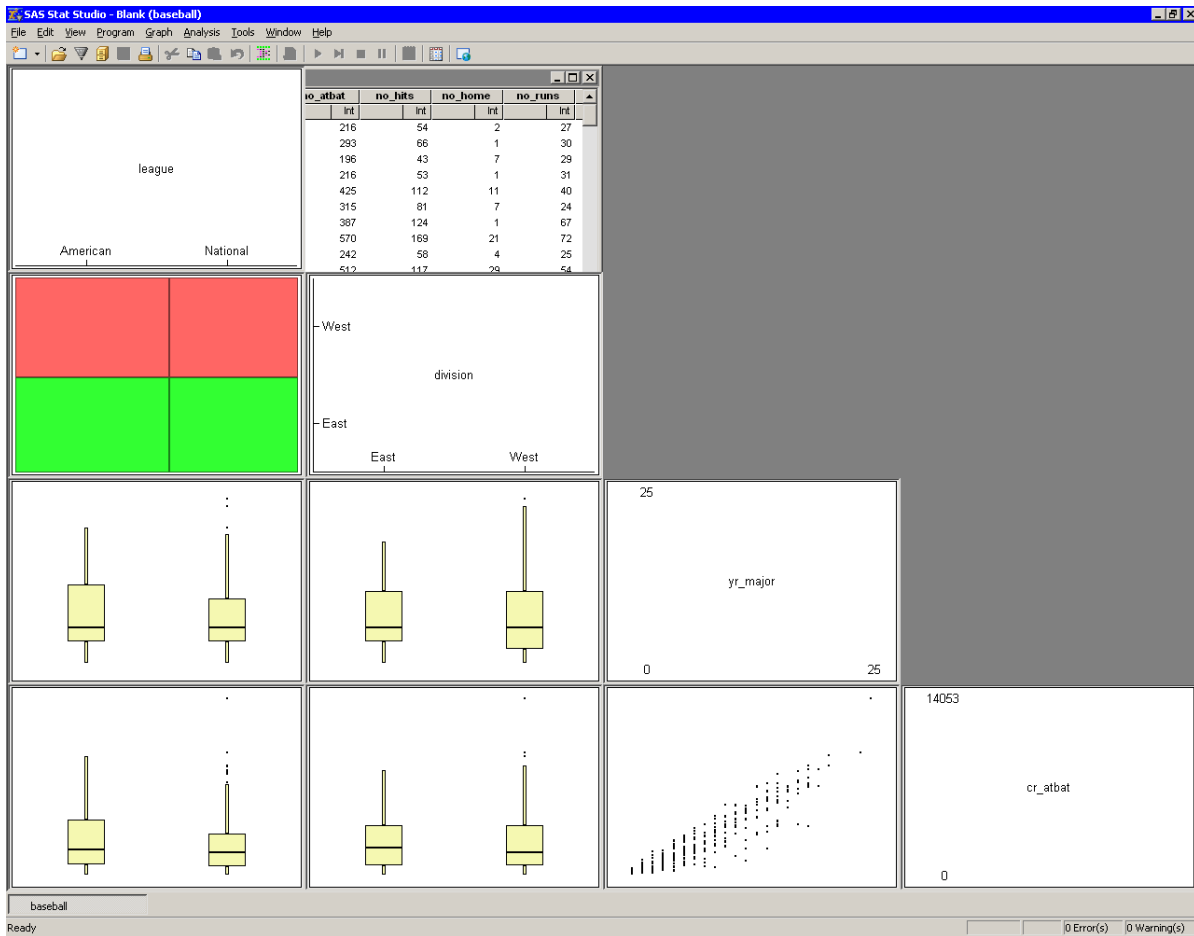 SAS Stat Studio - Blank (baseball)
File Edit View Program Graph Analysis Tools Window Help
league
American National
no_atbat no_hits no_home no_runs
Int Int Int Int
216 54 2 27
293 66 1 30
196 43 7 29
216 53 1 31
425 112 11 40
315 81 7 24
387 124 1 67
570 169 21 72
242 58 4 25
512 117 29 54
West
division
East
East West
25
yr_major
0 25
14053
cr_atbat
0
baseball
Ready 0 Error(s) 0 Warning(s)